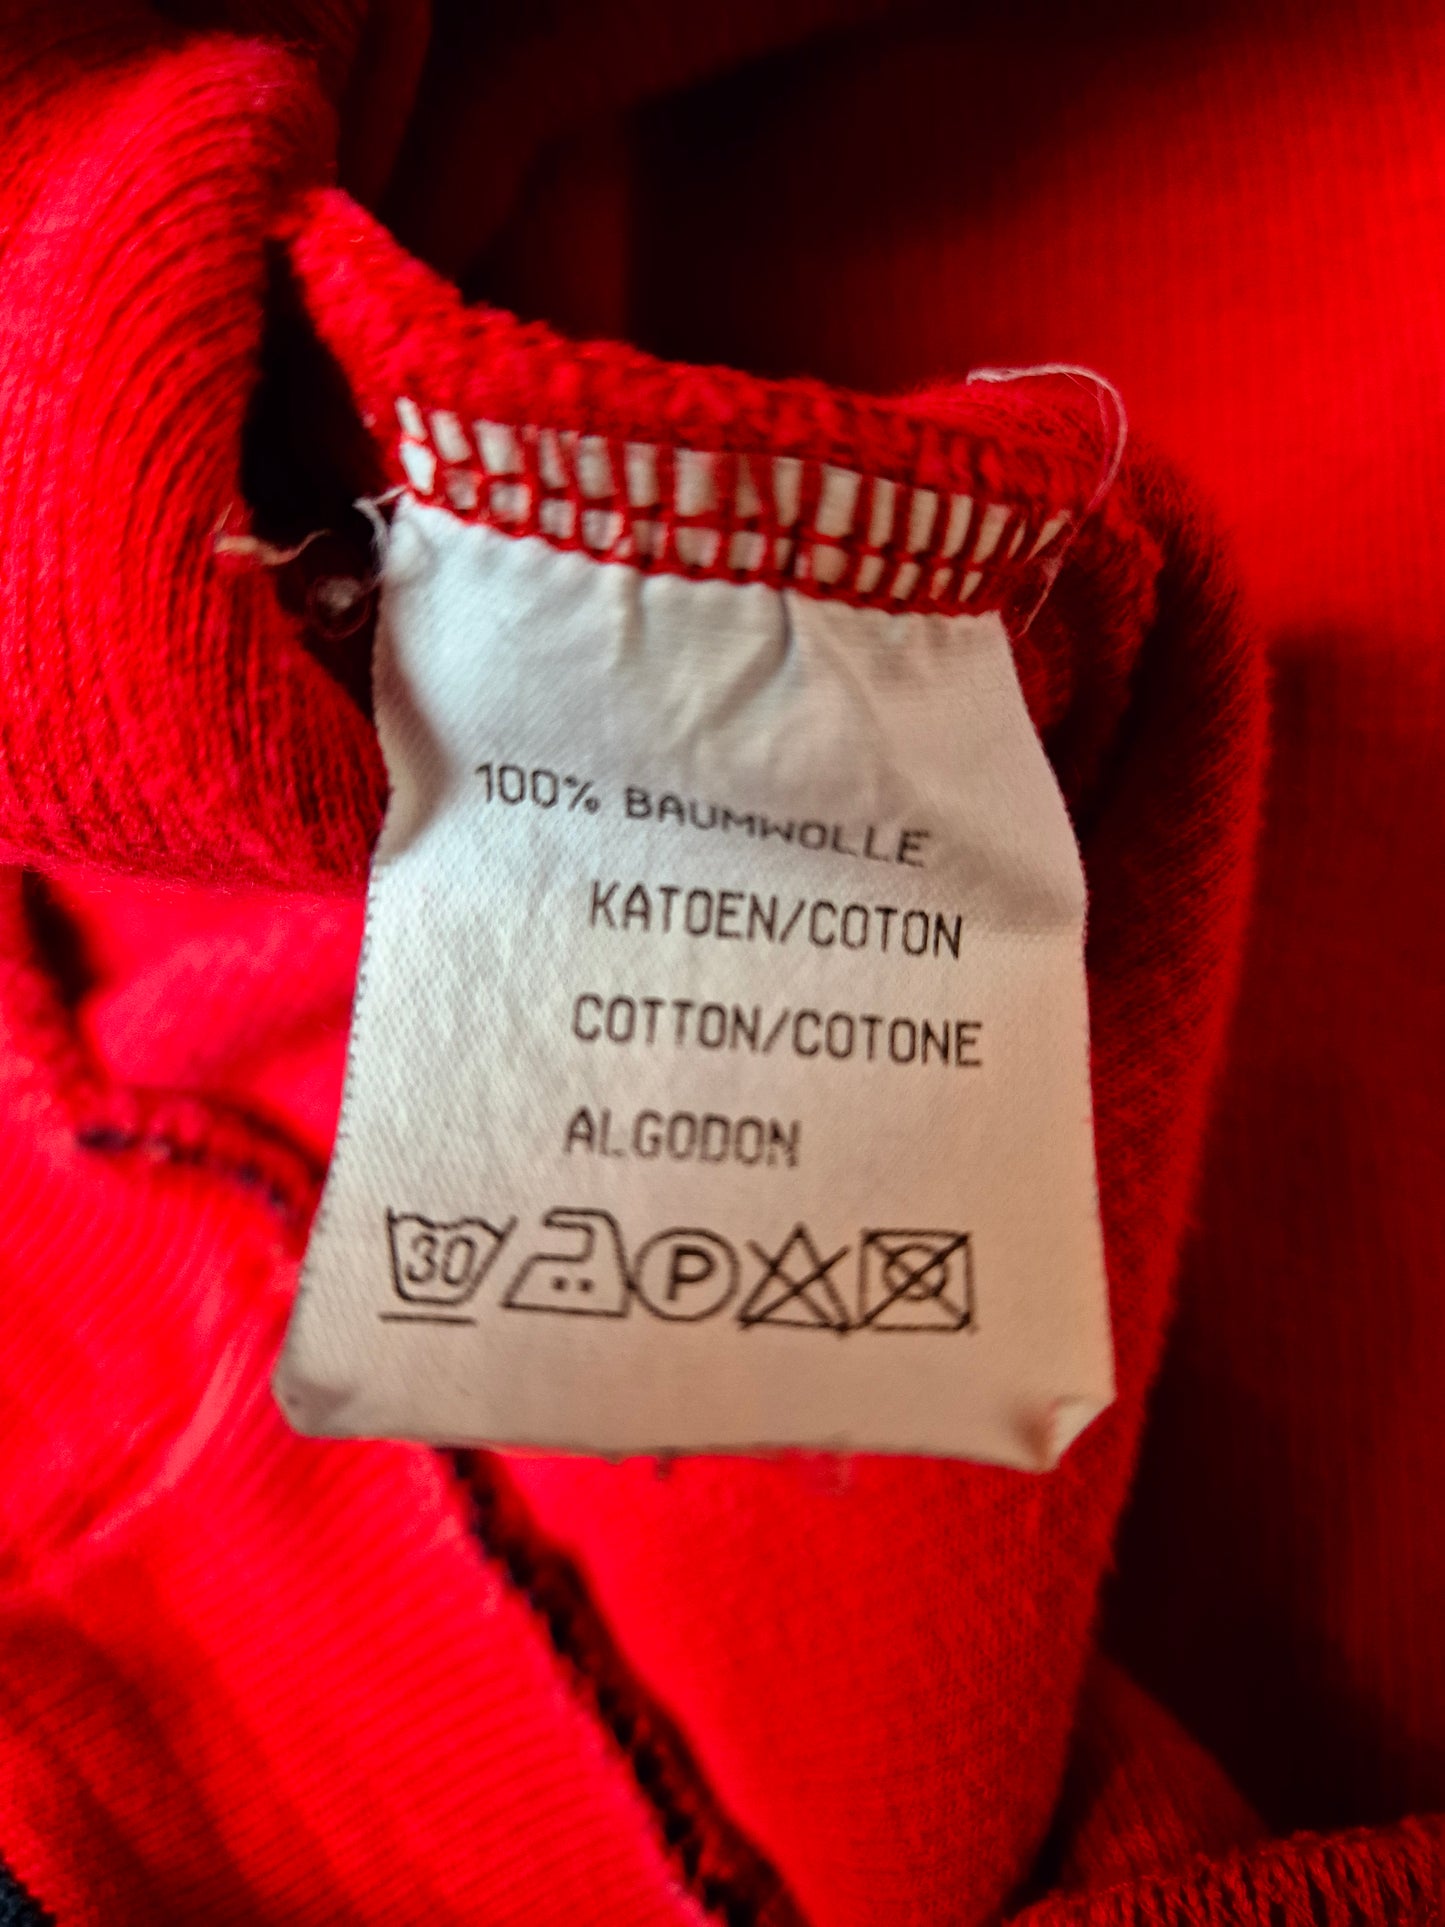 100% BAUMWOLLE
KATOEN/COTON
COTTON/COTONE
ALGODON
30 P